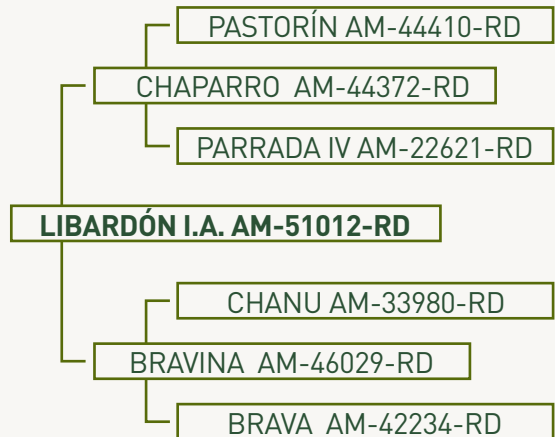 PASTORÍN AM-44410-RD
CHAPARRO AM-44372-RD
PARRADA IV AM-22621-RD
LIBARDÓN I.A. AM-51012-RD
CHANU AM-33980-RD
BRAVINA AM-46029-RD
BRAVA AM-42234-RD